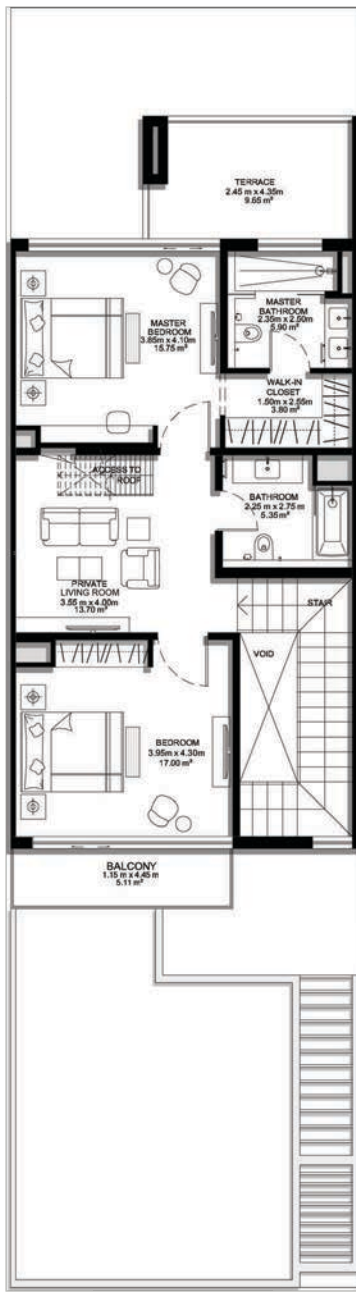 TERRACE
2.45 m x 4.35m
9.65 m²
MASTER
BEDROOM
3.85m x 4.10m
15.75 m²
MASTER
BATHROOM
2.35m x 2.50m
5.90 m²
WALK-IN
CLOSET
1.50m x 2.55m
3.80 m²
ACCESS TO
ROOF
BATHROOM
2.25 m x 2.75 m
5.35 m²
PRIVATE
LIVING ROOM
3.55 m x 4.00m
13.70 m²
STAIR
VOID
BEDROOM
3.95m x 4.30m
17.00 m²
BALCONY
1.15 m x 4.45 m
5.11 m²